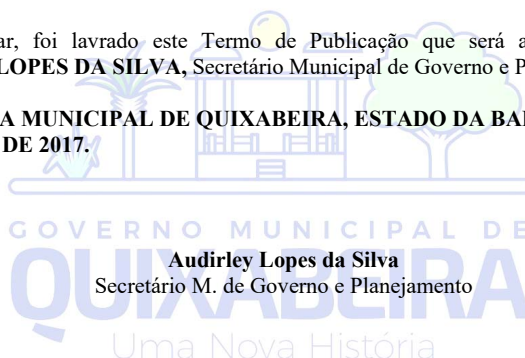 ar, foi lavrado este Termo de Publicação que será a
LOPES DA SILVA, Secretário Municipal de Governo e P
A MUNICIPAL DE QUIXABEIRA, ESTADO DA BA
DE 2017.
GOVERNO MUNICIPAL DE
QUIXABEIRA
Audirley Lopes da Silva
Secretário M. de Governo e Planejamento
Uma Nova História